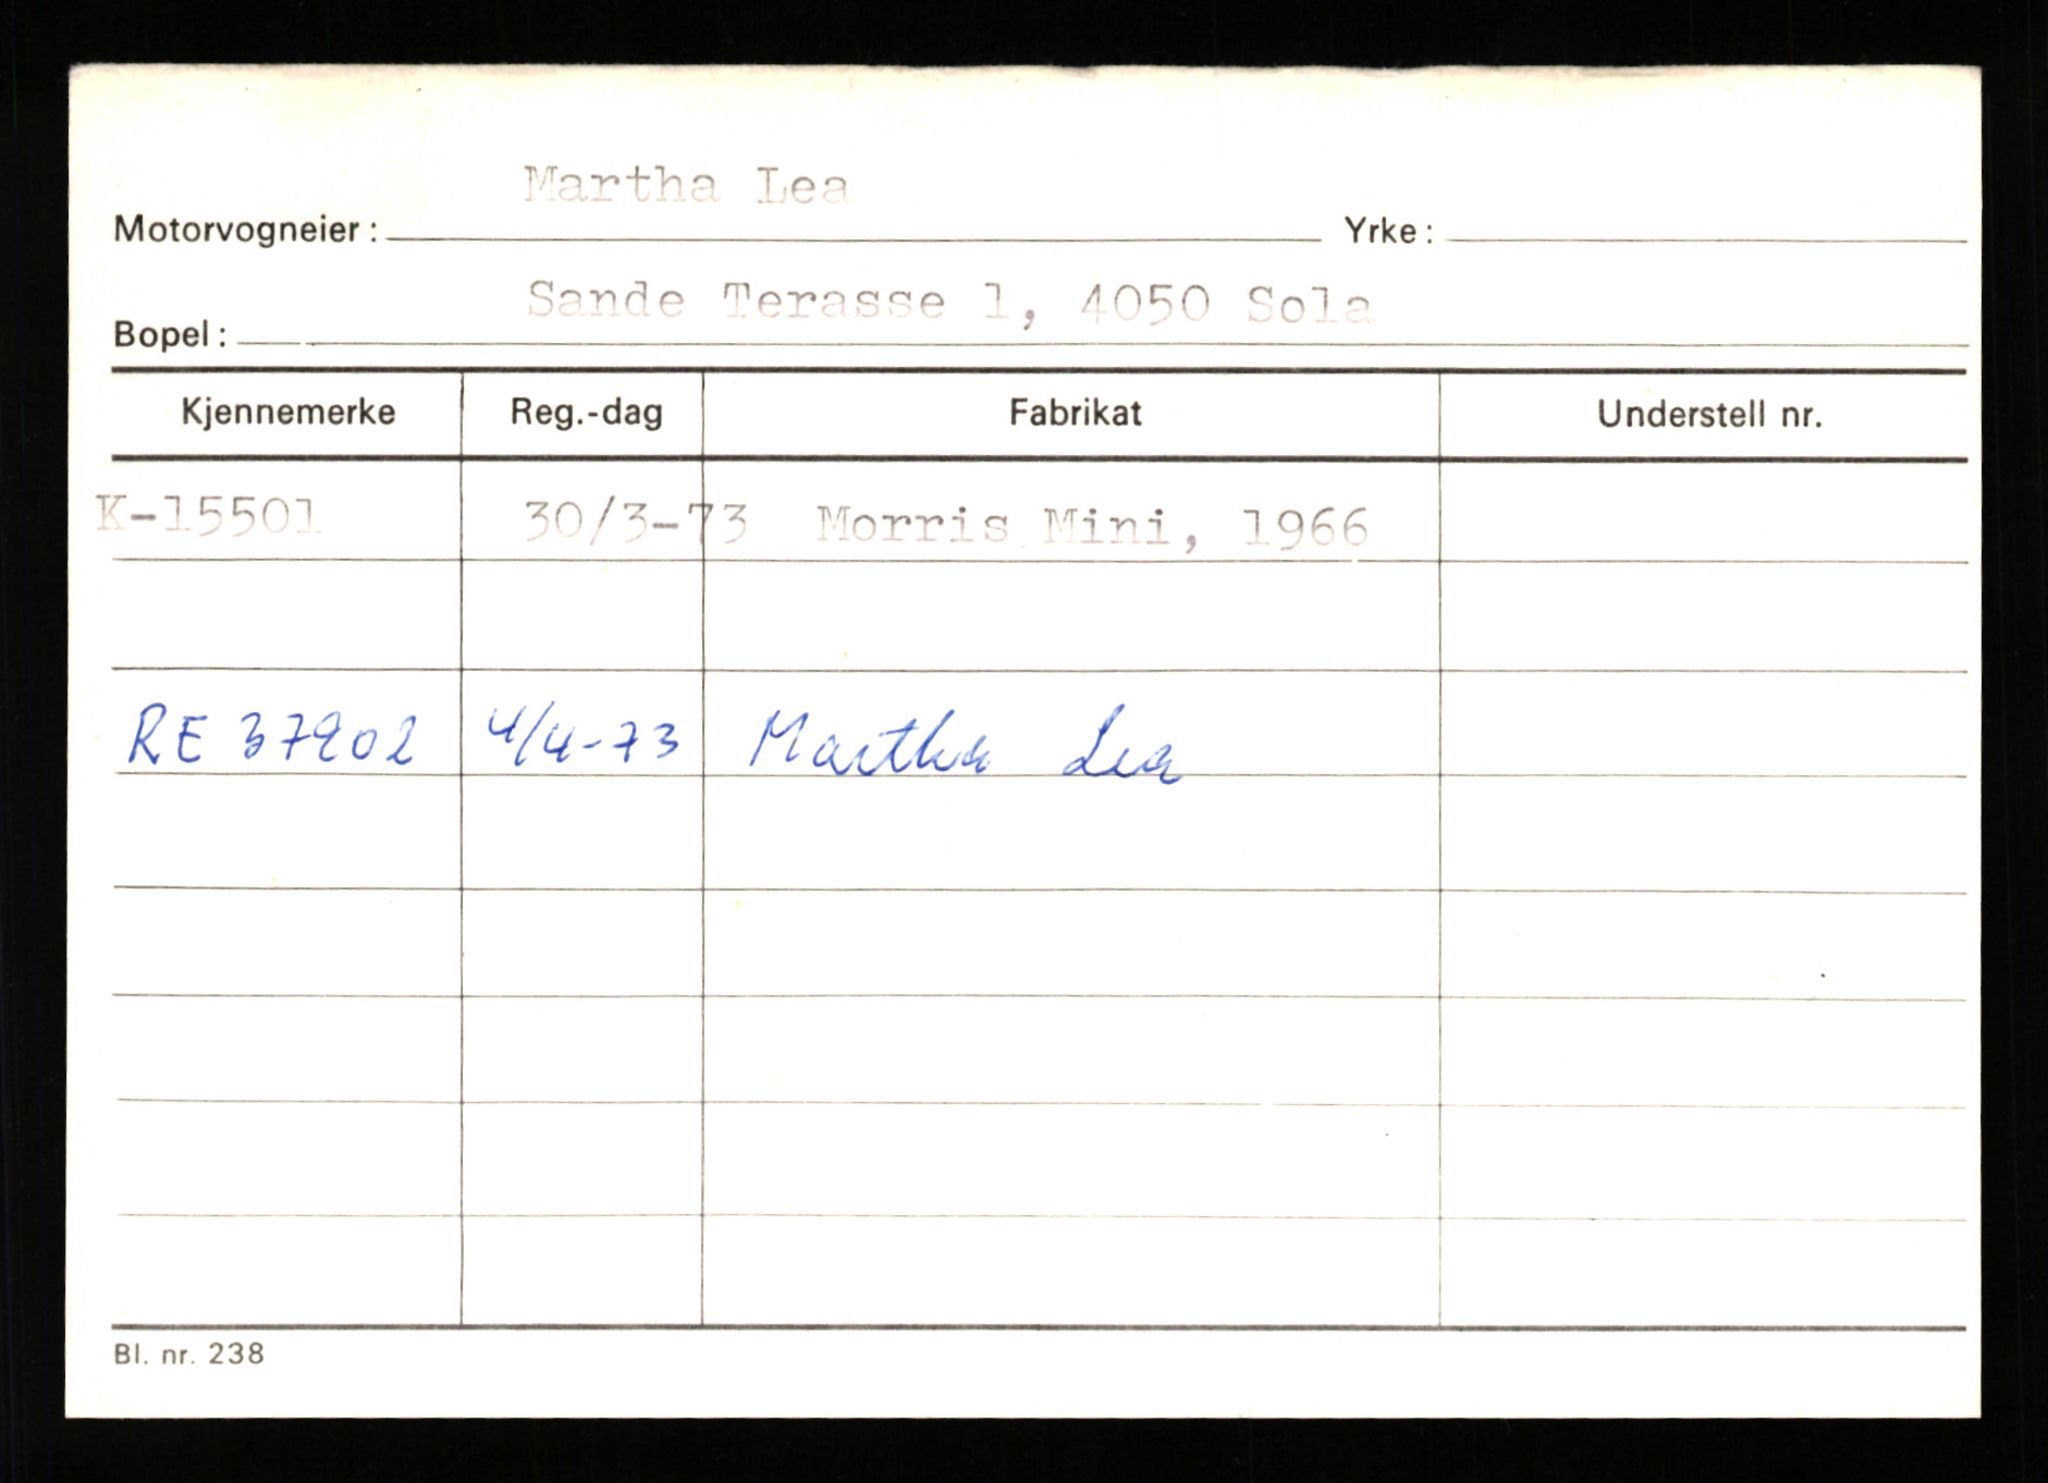 Martha Lea
Motorvogneier: Yrke:
Sande Terasse 1, 4050 Sola
Bopel:
Kjennemerke Reg.-dag Fabrikat Understell nr.
K-15501 30/3-73 Morris Mini, 1966
RE 37902 4/4-73 Martha Lea
Bl. nr. 238